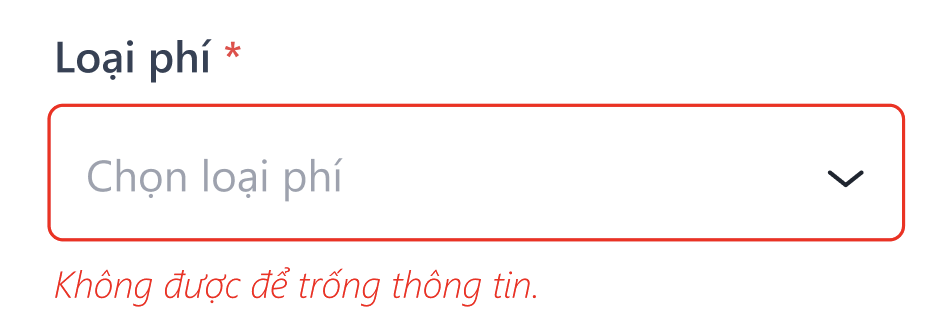 Loại phí *
Chọn loại phí
Không được để trống thông tin.